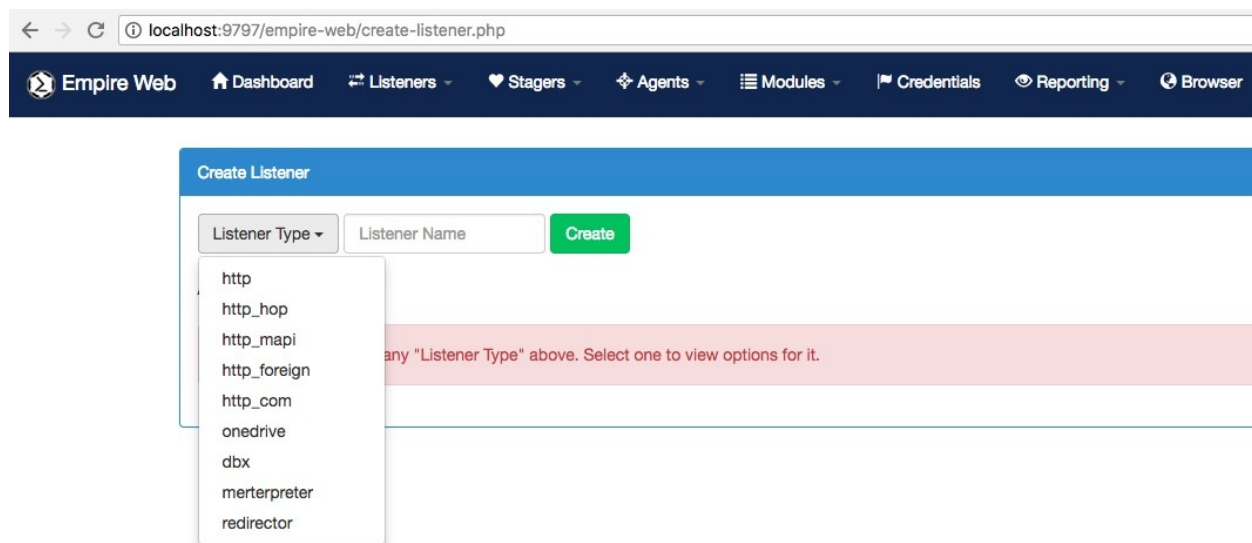 localhost:9797/empire-web/create-listener.php
Empire Web Dashboard Listeners Stagers Agents Modules Credentials Reporting Browser
Create Listener
Listener Type Listener Name Create
http
http_hop
http_mapi
any "Listener Type" above. Select one to view options for it.
http_foreign
http_com
onedrive
dbx
merterpreter
redirector